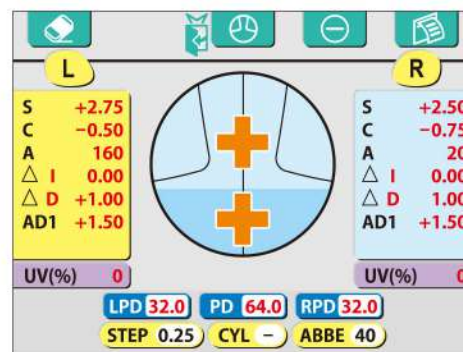 L R
S +2.75
C −0.50
A 160
△ I 0.00
△ D +1.00
AD1 +1.50
UV(%) 0
S +2.50
C −0.75
A 20
△ I 0.00
△ D 1.00
AD1 +1.50
UV(%) 0
LPD 32.0 PD 64.0 RPD 32.0
STEP 0.25 CYL − ABBE 40